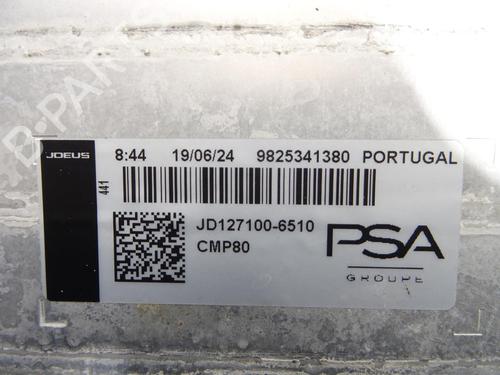 JDEUS
8:44 19/06/24 9825341380 PORTUGAL
441
JD127100-6510
CMP80
PSA
GROUPE
B-PARTS